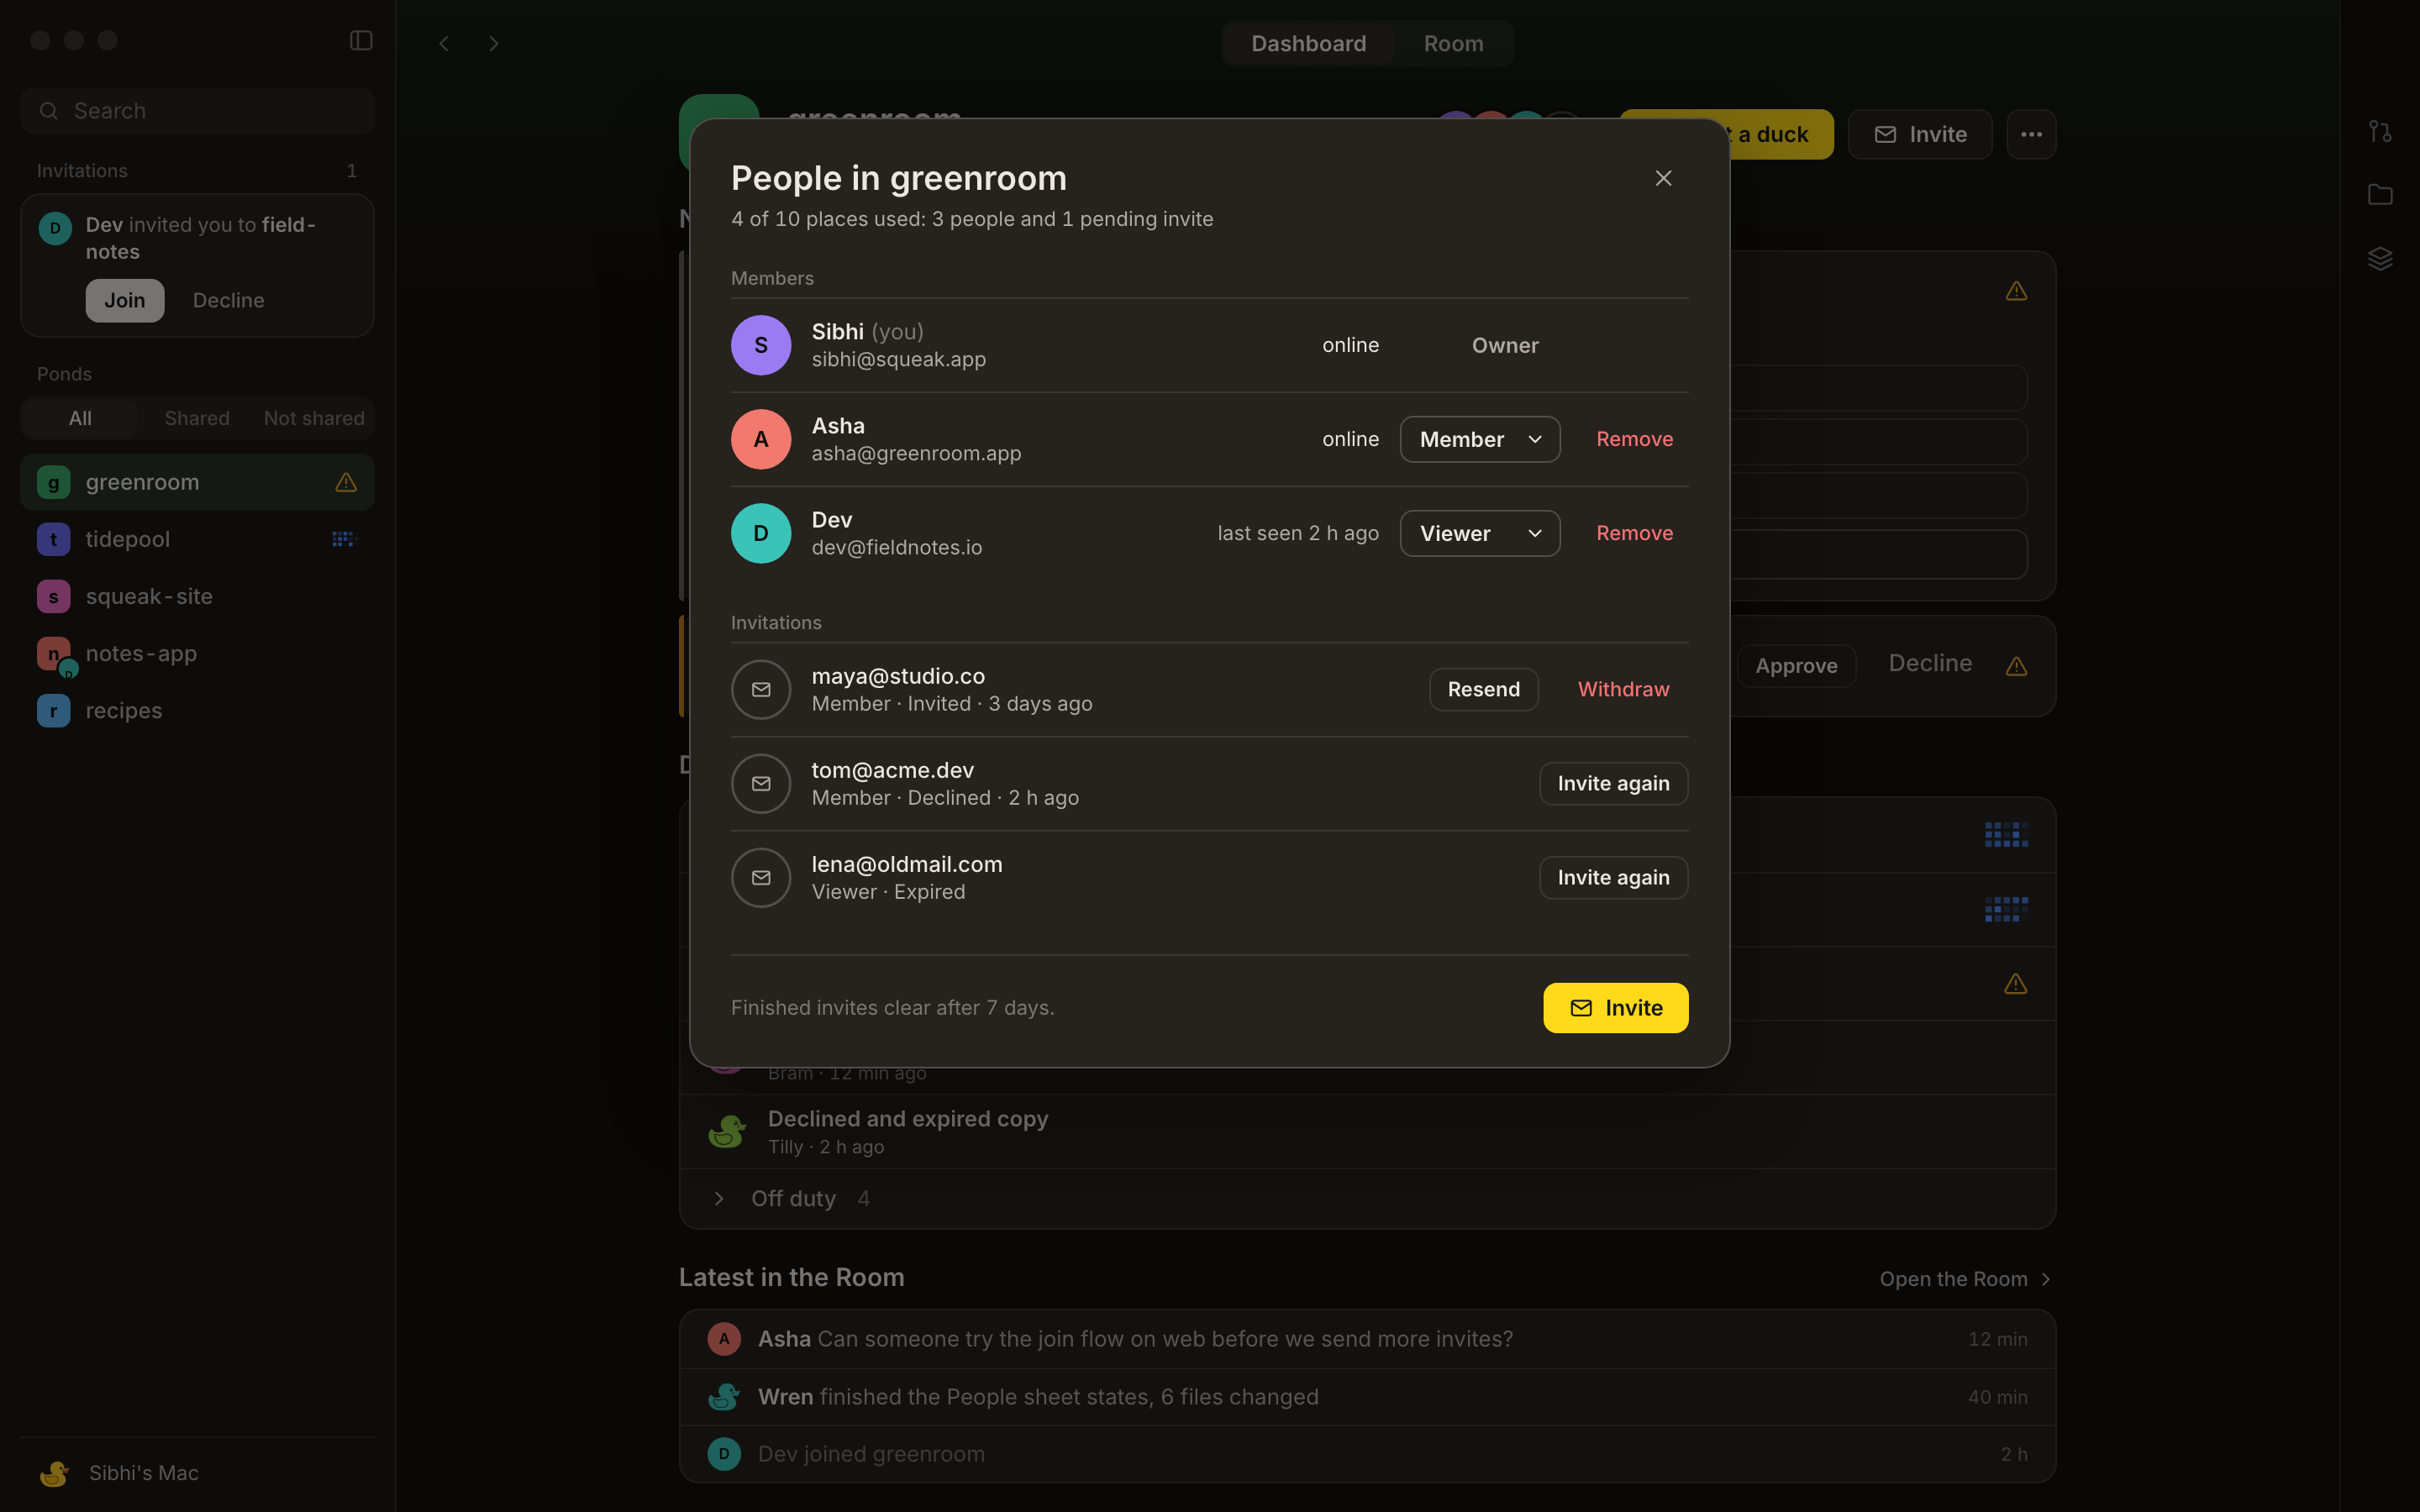 Search
Invitations 1
D Dev invited you to field-
notes
Join Decline
Ponds
All Shared Not shared
g greenroom
t tidepool
s squeak-site
n D notes-app
r recipes
Sibhi's Mac
Dashboard Room
greenroom
a duck
Invite
People in greenroom
4 of 10 places used: 3 people and 1 pending invite
Members
S Sibhi (you) online Owner
sibhi@squeak.app
A Asha online Member Remove
asha@greenroom.app
D Dev last seen 2 h ago Viewer Remove
dev@fieldnotes.io
Invitations
maya@studio.co Resend Withdraw
Member · Invited · 3 days ago
tom@acme.dev Invite again
Member · Declined · 2 h ago
lena@oldmail.com Invite again
Viewer · Expired
Finished invites clear after 7 days. Invite
Approve Decline
Bram · 12 min ago
Declined and expired copy
Tilly · 2 h ago
Off duty 4
Latest in the Room Open the Room
A Asha Can someone try the join flow on web before we send more invites? 12 min
Wren finished the People sheet states, 6 files changed 40 min
D Dev joined greenroom 2 h